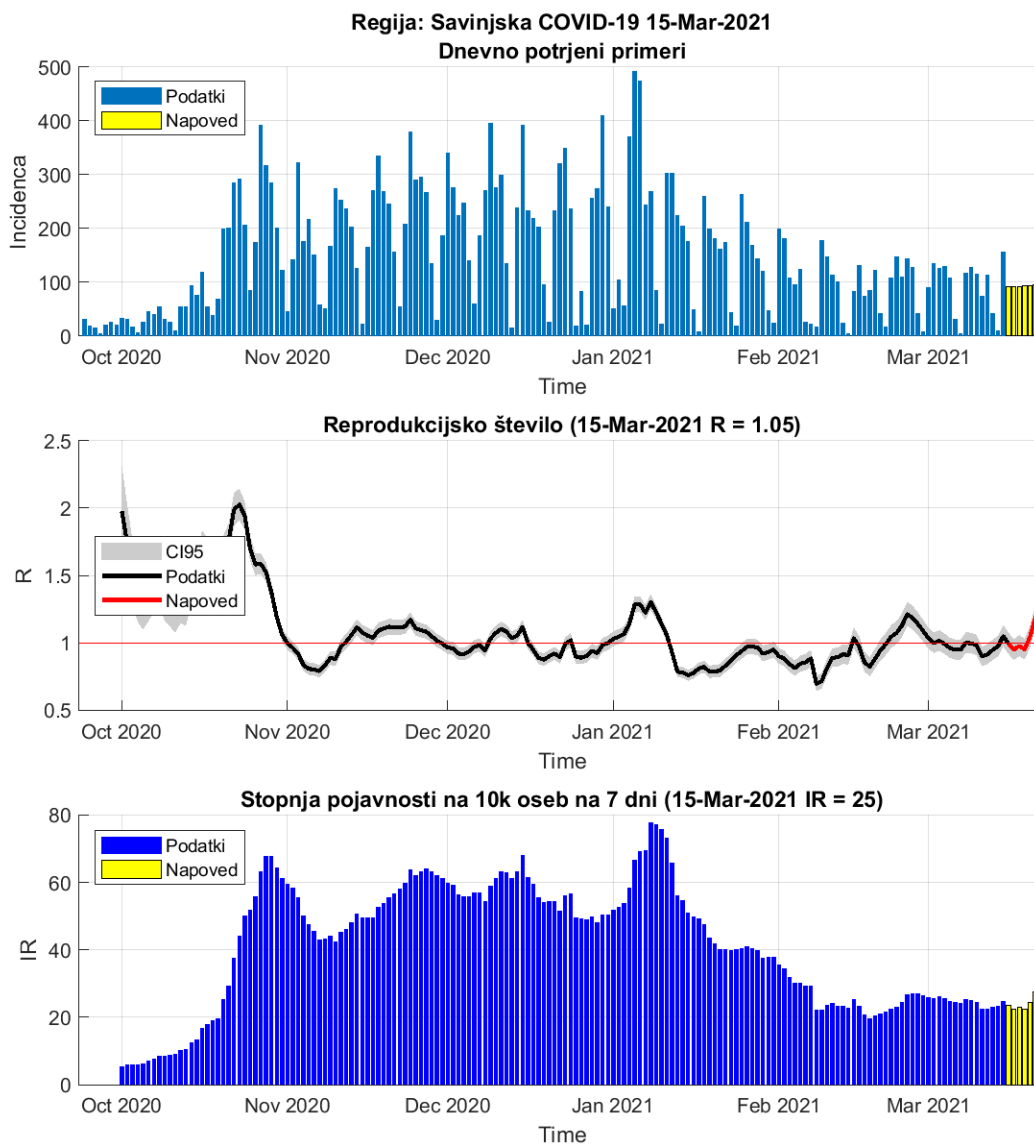 Regija: Savinjska COVID-19 15-Mar-2021
Dnevno potrjeni primeri
500
400
300
200
100
0
Incidenca
Podatki
Napoved
Oct 2020 Nov 2020 Dec 2020 Jan 2021 Feb 2021 Mar 2021
Time
Reprodukcijsko število (15-Mar-2021 R = 1.05)
2.5
2
1.5
1
0.5
R
CI95
Podatki
Napoved
Oct 2020 Nov 2020 Dec 2020 Jan 2021 Feb 2021 Mar 2021
Time
Stopnja pojavnosti na 10k oseb na 7 dni (15-Mar-2021 IR = 25)
80
60
40
20
0
IR
Podatki
Napoved
Oct 2020 Nov 2020 Dec 2020 Jan 2021 Feb 2021 Mar 2021
Time